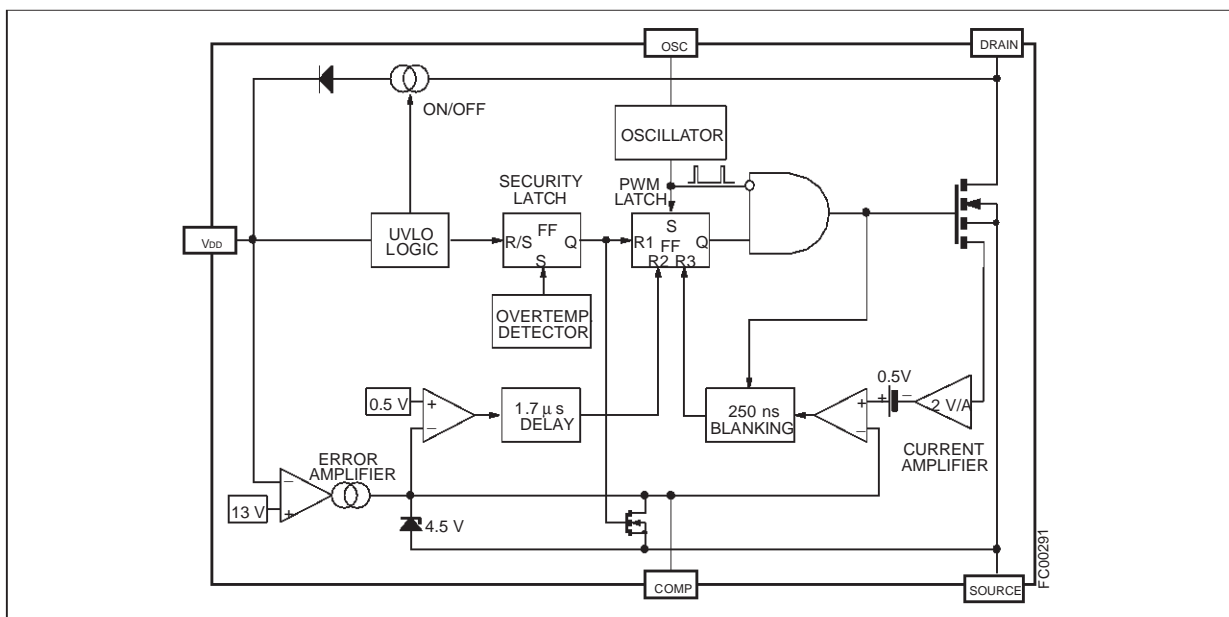 OSC
DRAIN
ON/OFF
OSCILLATOR
SECURITY
LATCH
PWM
LATCH
VDD
UVLO
LOGIC
R/S
FF
Q
S
S
R1
FF
Q
R2 R3
OVERTEMP.
DETECTOR
0.5 V
+
−
1.7 μs
DELAY
250 ns
BLANKING
+
−
0.5V
+
−
2 V/A
CURRENT
AMPLIFIER
ERROR
AMPLIFIER
−
+
13 V
4.5 V
FC00291
COMP
SOURCE